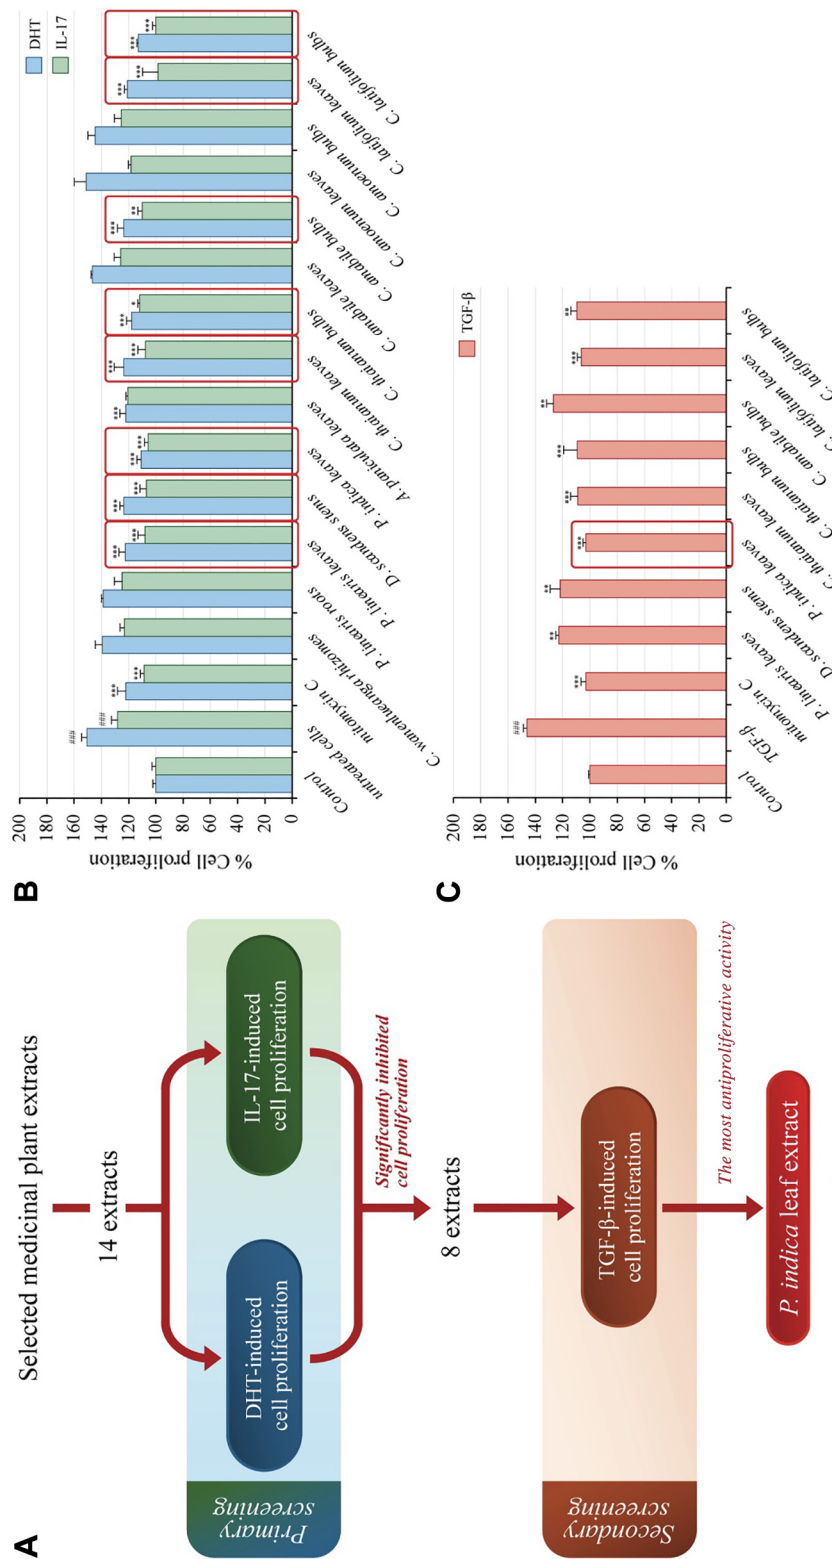 A
Selected medicinal plant extracts
14 extracts
Primary
screening
DHT-induced
cell proliferation
IL-17-induced
cell proliferation
Significantly inhibited
cell proliferation
8 extracts
Secondary
screening
TGF-β-induced
cell proliferation
The most antiproliferative activity
P. indica leaf extract
B
DHT
IL-17
% Cell proliferation
200
180
160
140
120
100
80
60
40
20
0
###
###
***
***
***
***
***
***
***
***
***
***
***
***
*
***
**
***
***
***
***
Control
untreated cells
mitomycin C
C. wanenlueanga rhizomes
P. linearis roots
P. linearis leaves
D. scandens stems
P. indica leaves
A. paniculata leaves
C. thaianum leaves
C. thaianum bulbs
C. amabile leaves
C. amabile bulbs
C. amoenum leaves
C. amoenum bulbs
C. latifolium leaves
C. latifolium bulbs
C
TGF-β
% Cell proliferation
200
180
160
140
120
100
80
60
40
20
0
###
***
**
**
***
***
***
**
***
**
Control
TGF-β
mitomycin C
P. linearis leaves
D. scandens stems
P. indica leaves
C. thaianum leaves
C. thaianum bulbs
C. amabile bulbs
C. latifolium leaves
C. latifolium bulbs